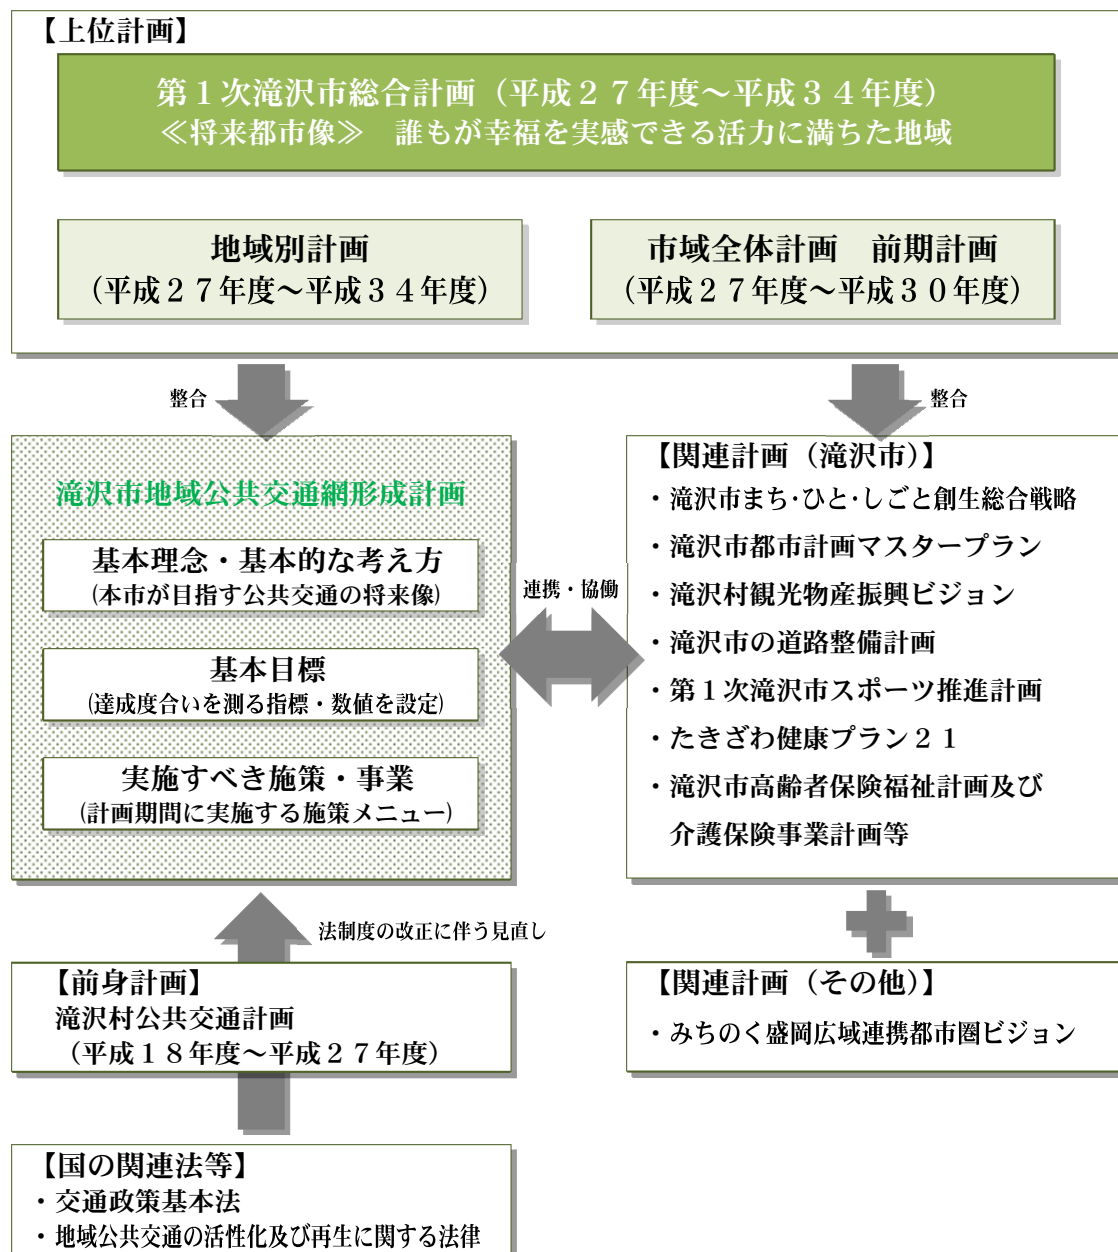 【上位計画】
第１次滝沢市総合計画（平成２７年度～平成３４年度）
≪将来都市像≫　誰もが幸福を実感できる活力に満ちた地域
地域別計画
（平成２７年度～平成３４年度）
市域全体計画　前期計画
（平成２７年度～平成３０年度）
整合
整合
滝沢市地域公共交通網形成計画
基本理念・基本的な考え方
(本市が目指す公共交通の将来像)
基本目標
(達成度合いを測る指標・数値を設定)
実施すべき施策・事業
(計画期間に実施する施策メニュー)
連携・協働
【関連計画（滝沢市）】
・滝沢市まち・ひと・しごと創生総合戦略
・滝沢市都市計画マスタープラン
・滝沢村観光物産振興ビジョン
・滝沢市の道路整備計画
・第１次滝沢市スポーツ推進計画
・たきざわ健康プラン２１
・滝沢市高齢者保険福祉計画及び
介護保険事業計画等
法制度の改正に伴う見直し
【前身計画】
滝沢村公共交通計画
（平成１８年度～平成２７年度）
【関連計画（その他）】
・みちのく盛岡広域連携都市圏ビジョン
【国の関連法等】
・交通政策基本法
・地域公共交通の活性化及び再生に関する法律